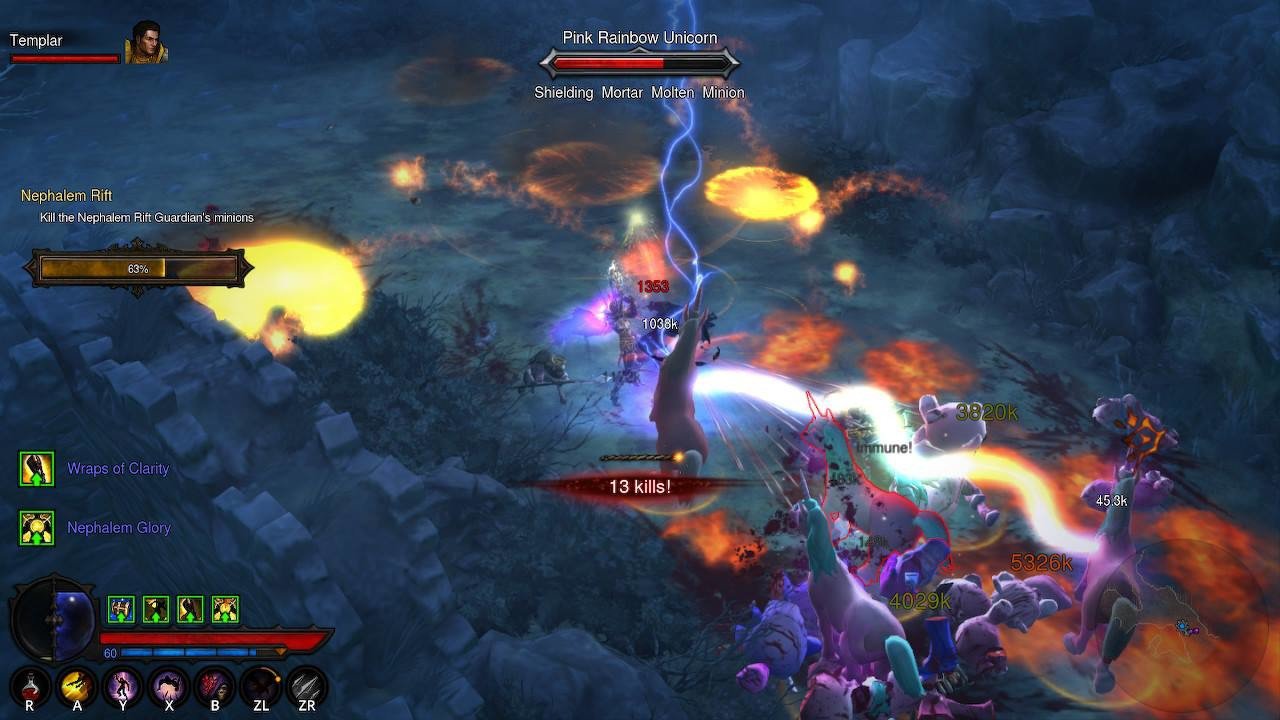 Templar
Pink Rainbow Unicorn
Shielding Mortar Molten Minion
Nephalem Rift
Kill the Nephalem Rift Guardian's minions
63%
1353
1038k
3820k
Immune!
45.3k
13 kills!
Wraps of Clarity
Nephalem Glory
5326k
4029k
60
R A Y X B ZL ZR